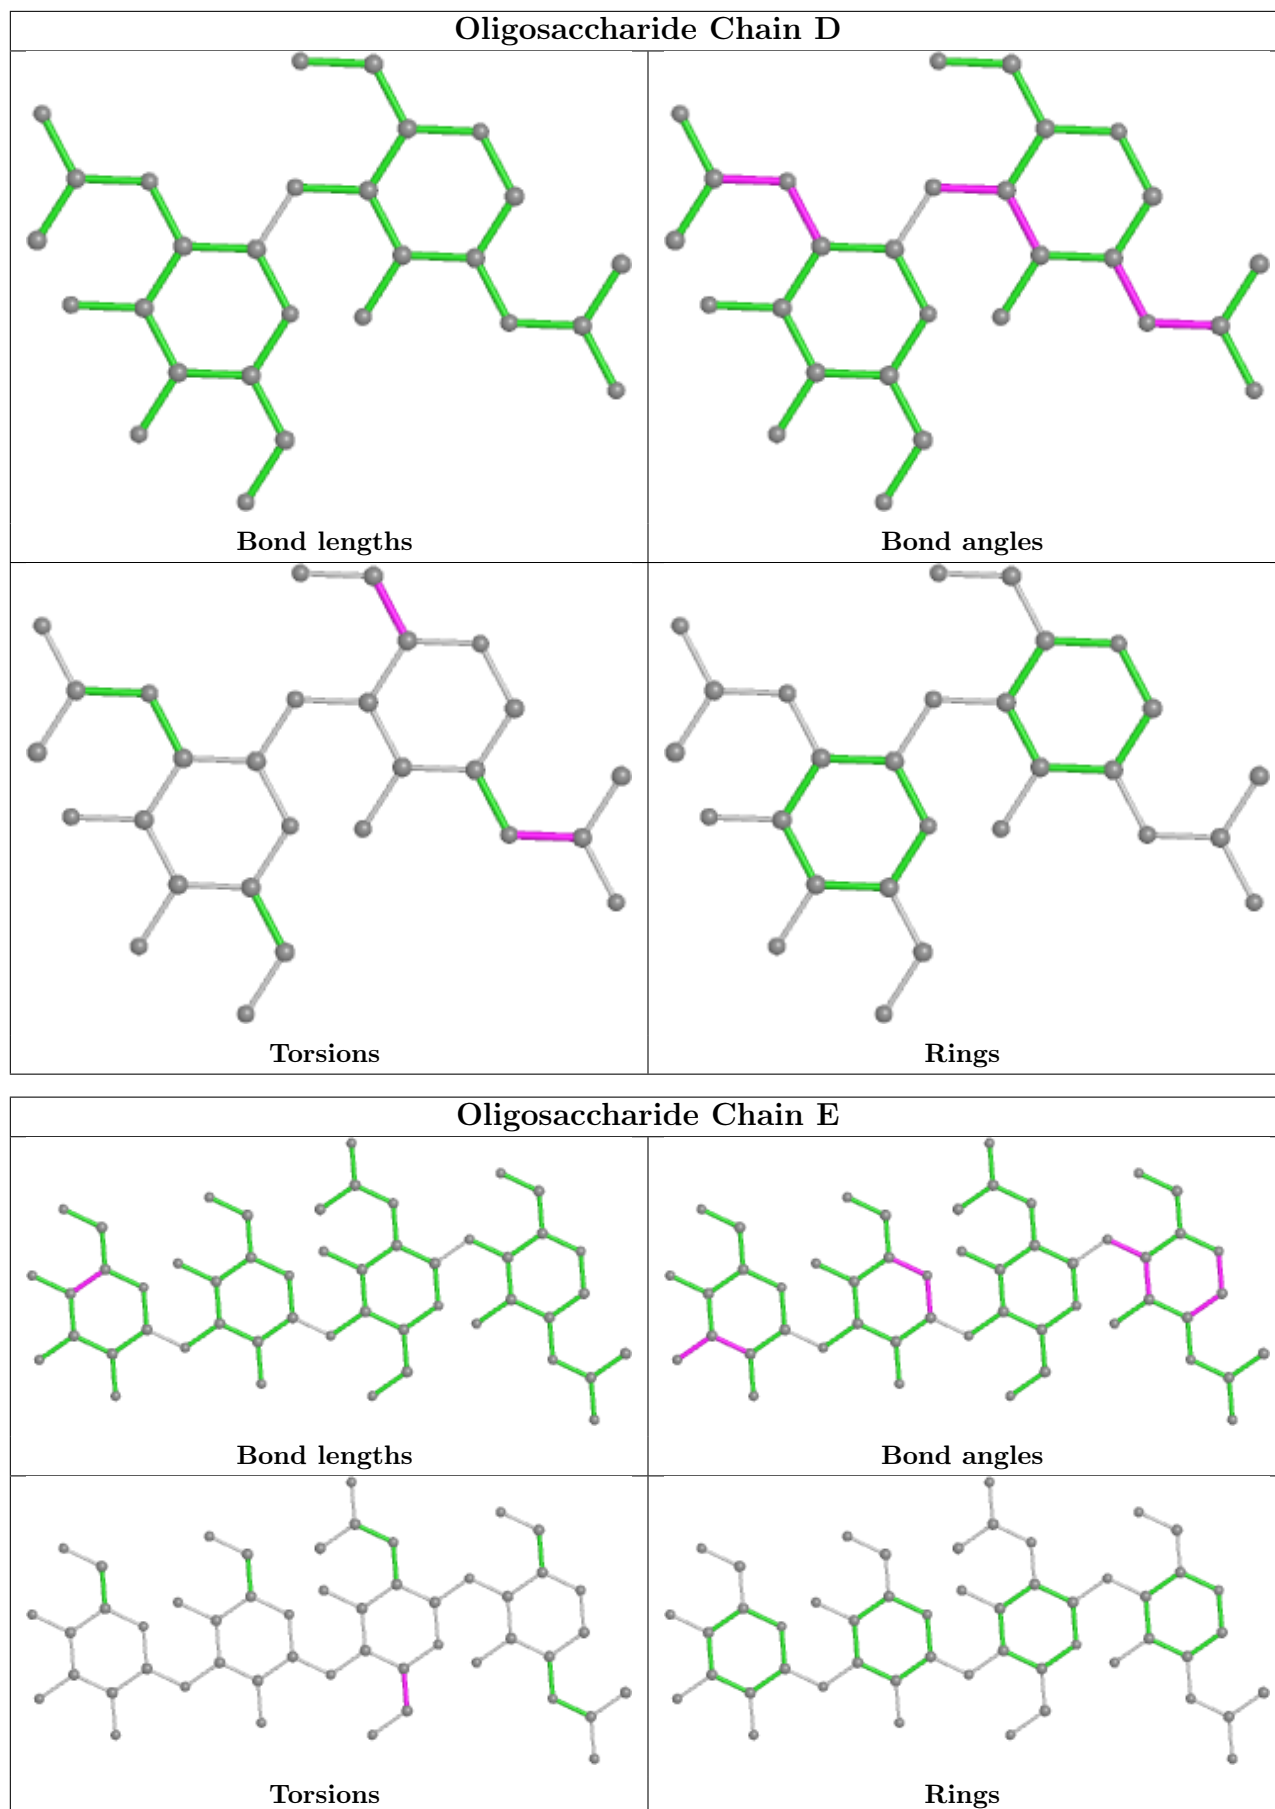 Oligosaccharide Chain D
Bond lengths
Bond angles
Torsions
Rings
Oligosaccharide Chain E
Bond lengths
Bond angles
Torsions
Rings